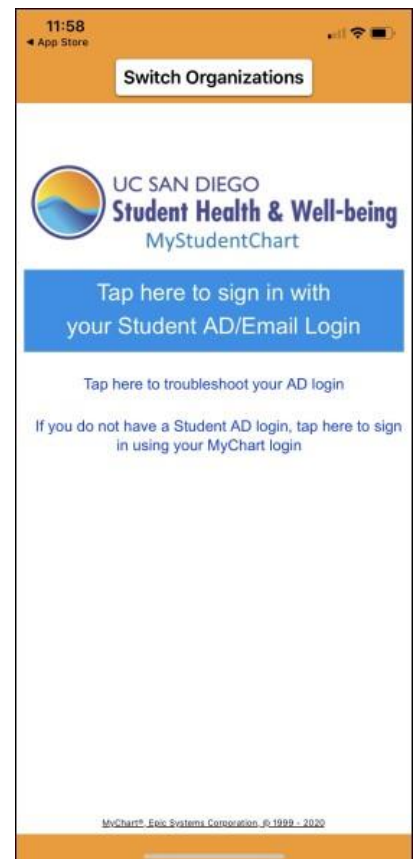 11:58
◀ App Store
Switch Organizations
UC SAN DIEGO
Student Health & Well-being
MyStudentChart
Tap here to sign in with
your Student AD/Email Login
Tap here to troubleshoot your AD login
If you do not have a Student AD login, tap here to sign
in using your MyChart login
MyChart®, Epic Systems Corporation, © 1999 - 2020